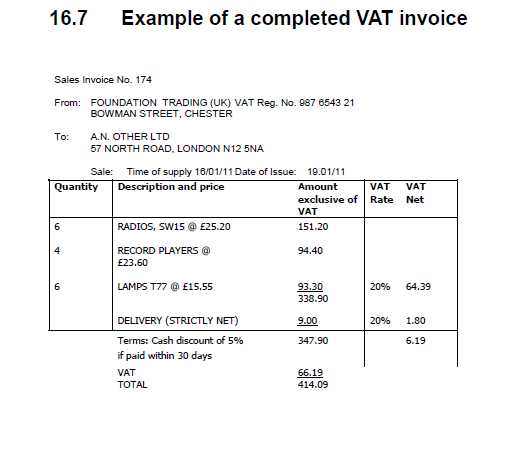 16.7 Example of a completed VAT invoice
Sales Invoice No. 174
From: FOUNDATION TRADING (UK) VAT Reg. No. 987 6543 21
BOWMAN STREET, CHESTER
To: A.N. OTHER LTD
57 NORTH ROAD, LONDON N12 5NA
Sale: Time of supply 16/01/11 Date of Issue: 19.01/11
Quantity Description and price Amount VAT VAT
exclusive of Rate Net
VAT
6 RADIOS, SW15 @ £25.20 151.20
4 RECORD PLAYERS @ 94.40
£23.60
6 LAMPS T77 @ £15.55 93.30 20% 64.39
338.90
DELIVERY (STRICTLY NET) 9.00 20% 1.80
Terms: Cash discount of 5% 347.90 6.19
if paid within 30 days
VAT 66.19
TOTAL 414.09